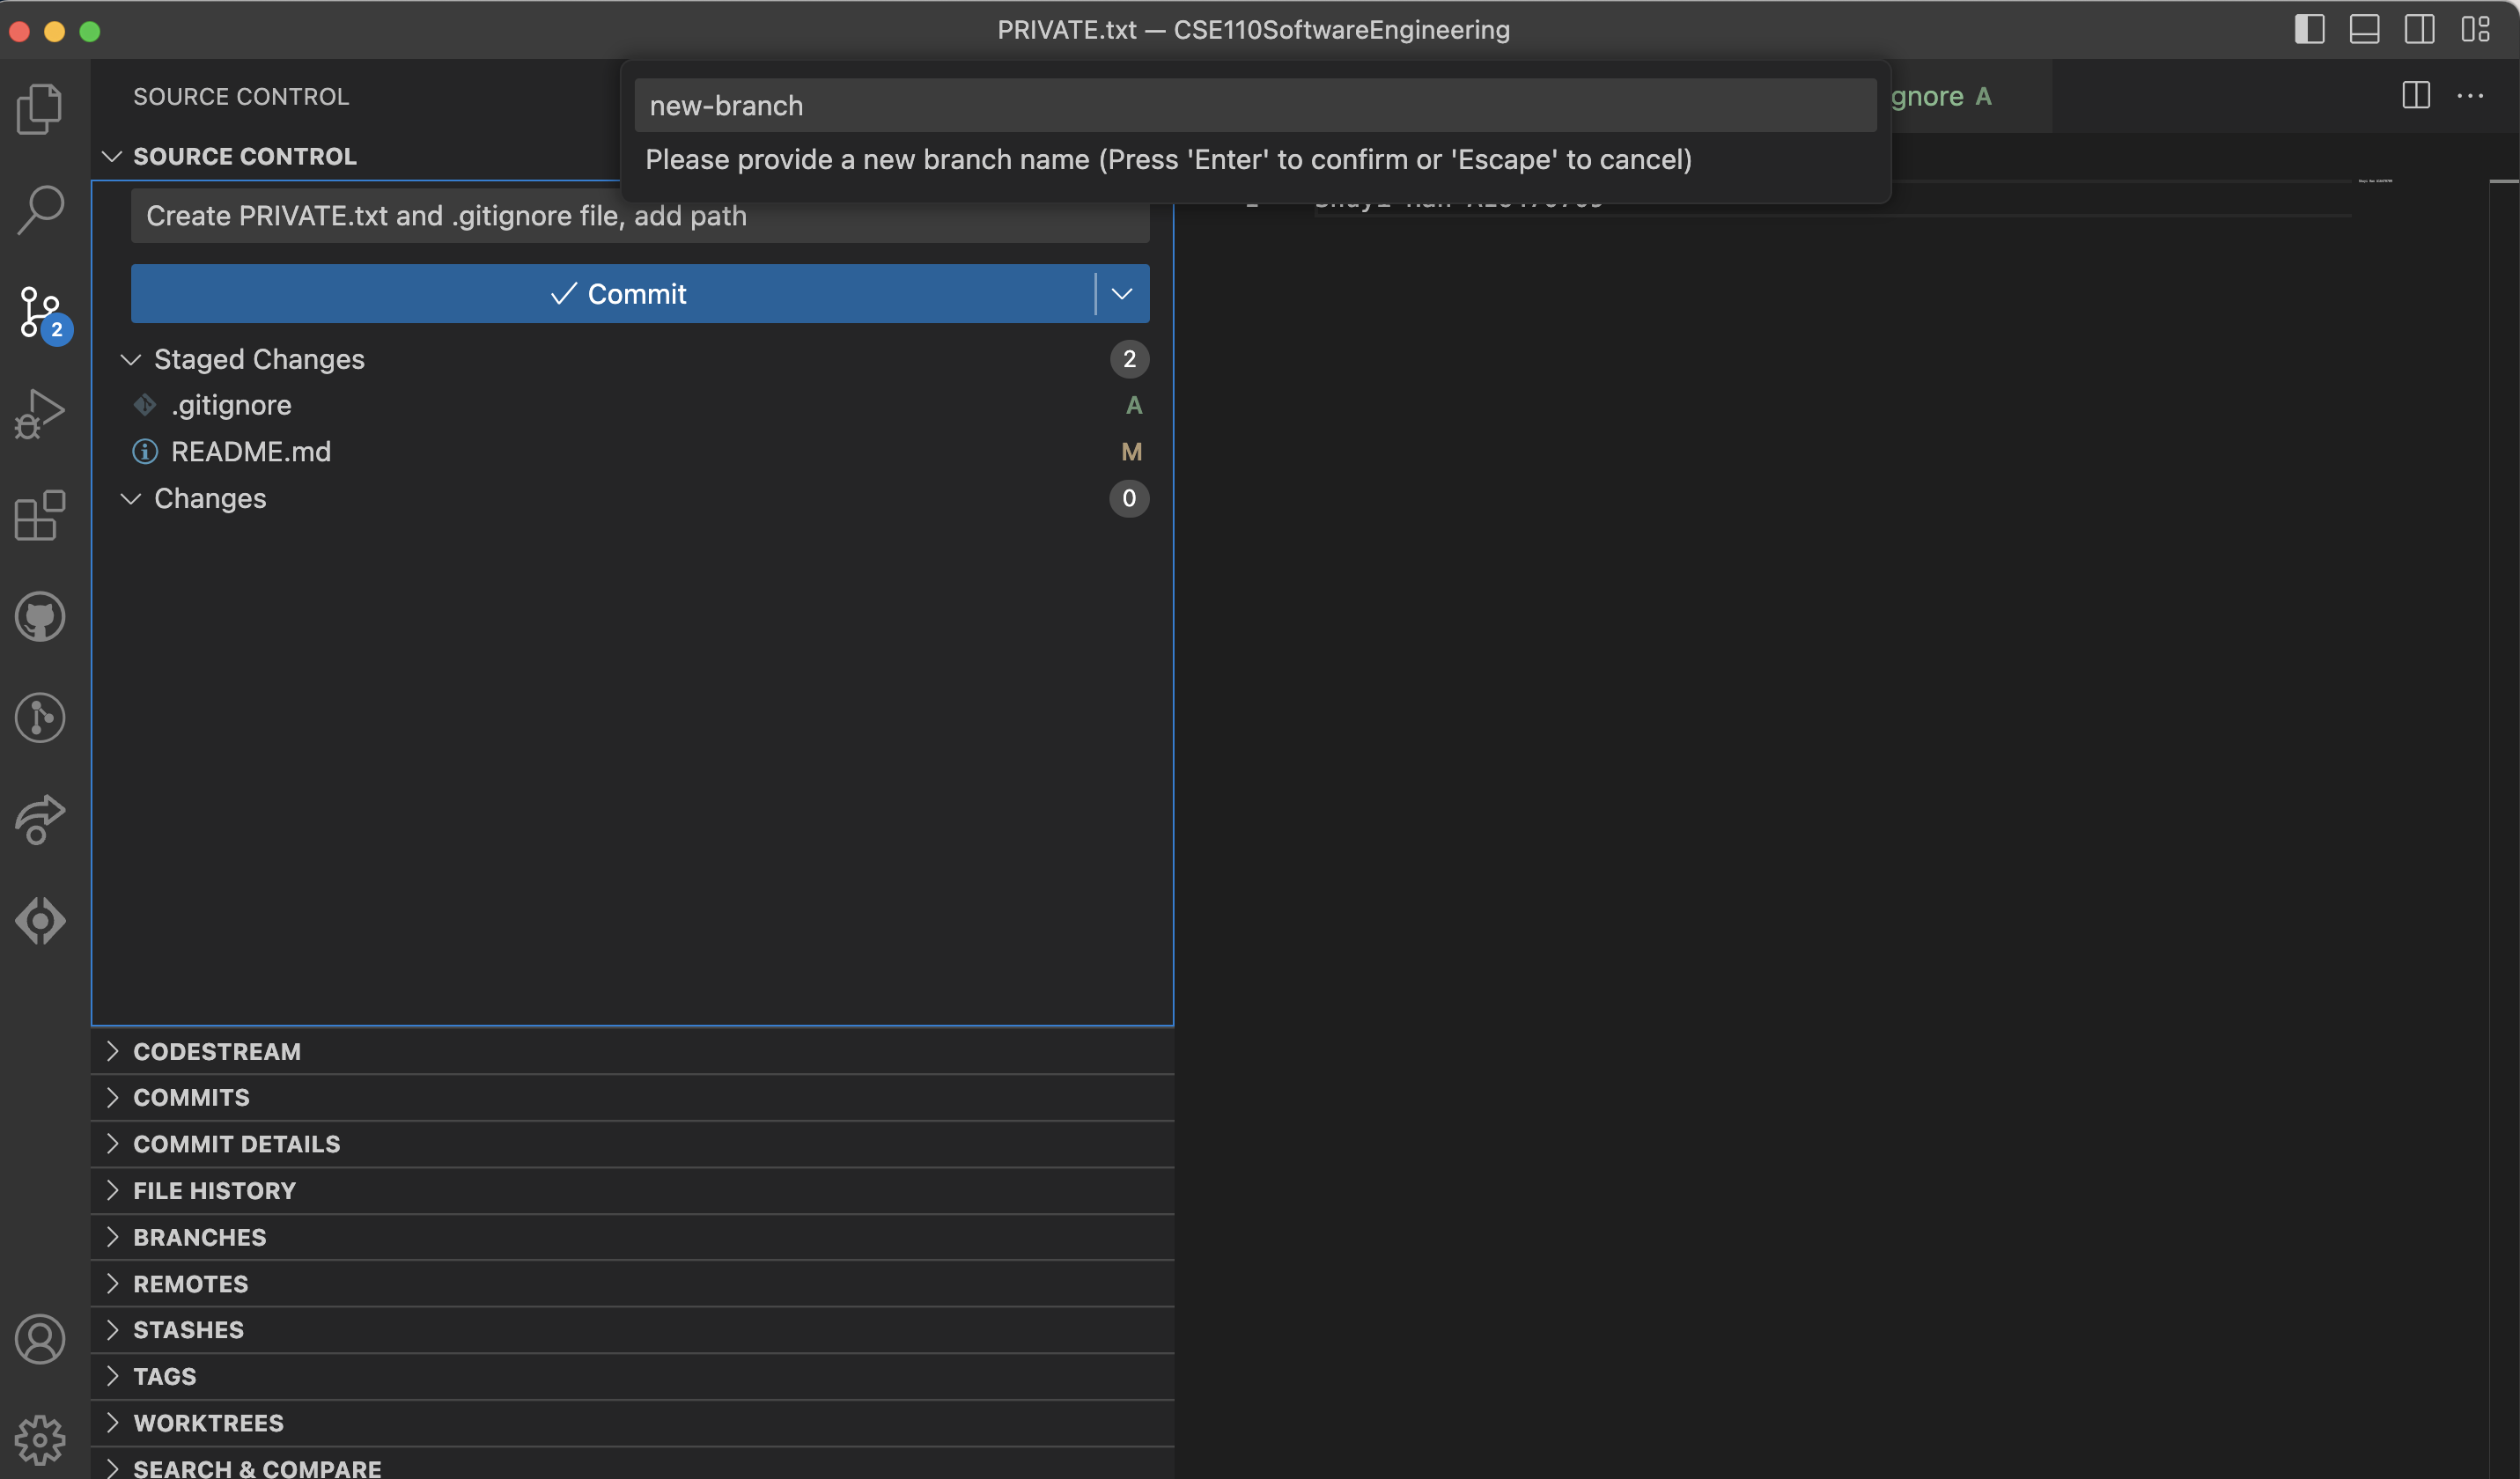 PRIVATE.txt — CSE110SoftwareEngineering
SOURCE CONTROL
new-branch
gnore A
Please provide a new branch name (Press 'Enter' to confirm or 'Escape' to cancel)
SOURCE CONTROL
Create PRIVATE.txt and .gitignore file, add path
Commit
2
Staged Changes 2
.gitignore A
README.md M
Changes 0
CODESTREAM
COMMITS
COMMIT DETAILS
FILE HISTORY
BRANCHES
REMOTES
STASHES
TAGS
WORKTREES
SEARCH & COMPARE